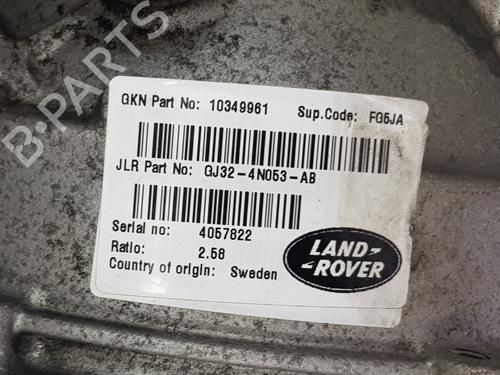 GKN Part No: 10349961 Sup.Code: FG5JA
JLR Part No: GJ32-4N053-AB
Serial no: 4057822
Ratio: 2.58
Country of origin: Sweden
LAND-
-ROVER
B-PARTS